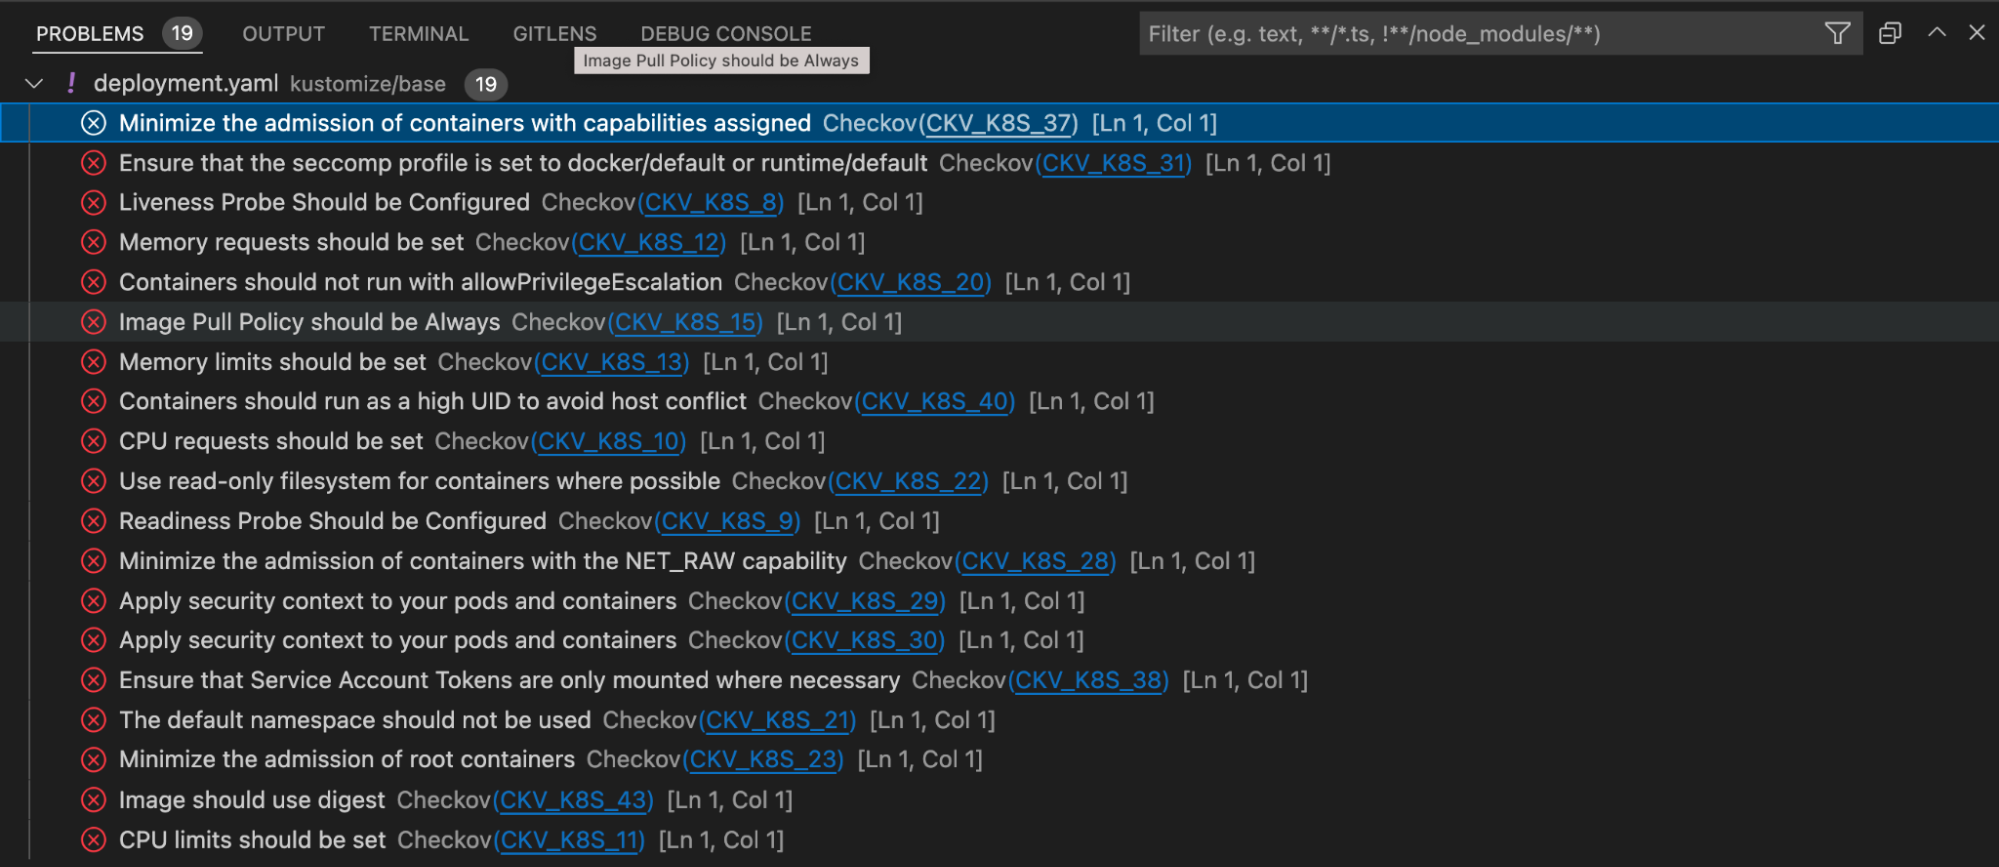 PROBLEMS 19 OUTPUT TERMINAL GITLENS DEBUG CONSOLE Filter (e.g. text, **/*.ts, !**/node_modules/**)
Image Pull Policy should be Always
! deployment.yaml kustomize/base 19
Minimize the admission of containers with capabilities assigned Checkov(CKV_K8S_37) [Ln 1, Col 1]
Ensure that the seccomp profile is set to docker/default or runtime/default Checkov(CKV_K8S_31) [Ln 1, Col 1]
Liveness Probe Should be Configured Checkov(CKV_K8S_8) [Ln 1, Col 1]
Memory requests should be set Checkov(CKV_K8S_12) [Ln 1, Col 1]
Containers should not run with allowPrivilegeEscalation Checkov(CKV_K8S_20) [Ln 1, Col 1]
Image Pull Policy should be Always Checkov(CKV_K8S_15) [Ln 1, Col 1]
Memory limits should be set Checkov(CKV_K8S_13) [Ln 1, Col 1]
Containers should run as a high UID to avoid host conflict Checkov(CKV_K8S_40) [Ln 1, Col 1]
CPU requests should be set Checkov(CKV_K8S_10) [Ln 1, Col 1]
Use read-only filesystem for containers where possible Checkov(CKV_K8S_22) [Ln 1, Col 1]
Readiness Probe Should be Configured Checkov(CKV_K8S_9) [Ln 1, Col 1]
Minimize the admission of containers with the NET_RAW capability Checkov(CKV_K8S_28) [Ln 1, Col 1]
Apply security context to your pods and containers Checkov(CKV_K8S_29) [Ln 1, Col 1]
Apply security context to your pods and containers Checkov(CKV_K8S_30) [Ln 1, Col 1]
Ensure that Service Account Tokens are only mounted where necessary Checkov(CKV_K8S_38) [Ln 1, Col 1]
The default namespace should not be used Checkov(CKV_K8S_21) [Ln 1, Col 1]
Minimize the admission of root containers Checkov(CKV_K8S_23) [Ln 1, Col 1]
Image should use digest Checkov(CKV_K8S_43) [Ln 1, Col 1]
CPU limits should be set Checkov(CKV_K8S_11) [Ln 1, Col 1]